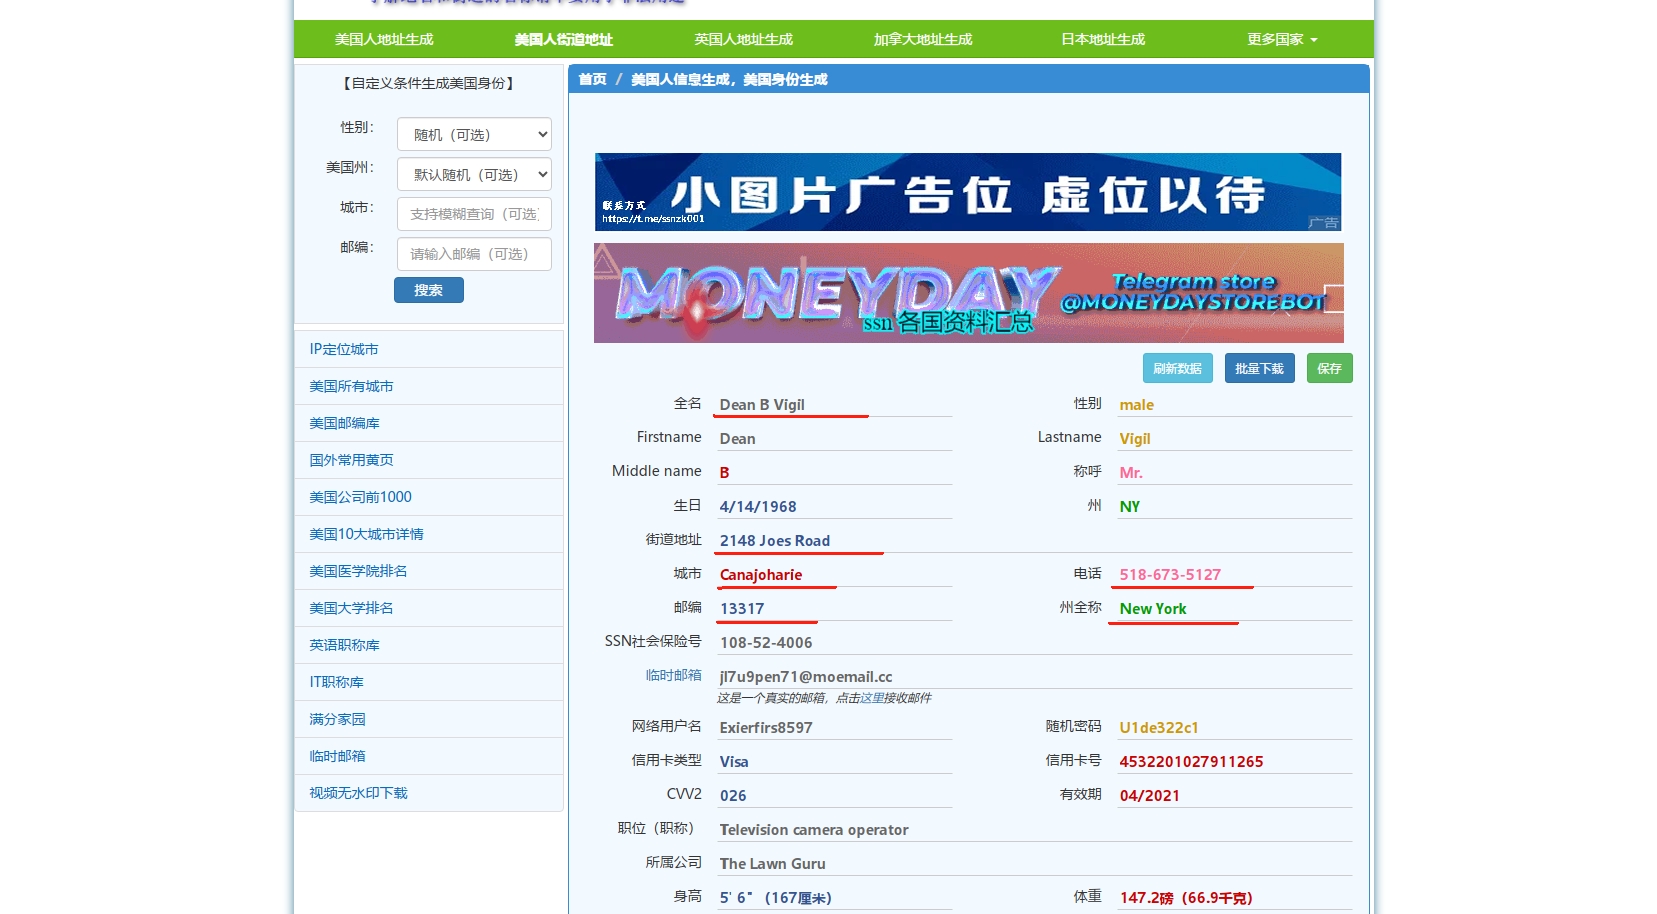 美国人地址生成 美国人街道地址 英国人地址生成 加拿大地址生成 日本地址生成 更多国家
【自定义条件生成美国身份】
性别： 随机（可选）
美国州： 默认随机（可选）
城市： 支持模糊查询（可选）
邮编： 请输入邮编（可选）
搜索
IP定位城市
美国所有城市
美国邮编库
国外常用黄页
美国公司前1000
美国10大城市详情
美国医学院排名
美国大学排名
英语职称库
IT职称库
满分家园
临时邮箱
视频无水印下载
首页 / 美国人信息生成，美国身份生成
小图片广告位 虚位以待
联系方式
https://t.me/ssnzk001
广告
MONEYDAY
Telegram store
@MONEYDAYSTOREBOT
ssn 各国资料汇总
刷新数据 批量下载 保存
全名 Dean B Vigil 性别 male
Firstname Dean Lastname Vigil
Middle name B 称呼 Mr.
生日 4/14/1968 州 NY
街道地址 2148 Joes Road
城市 Canajoharie 电话 518-673-5127
邮编 13317 州全称 New York
SSN社会保险号 108-52-4006
临时邮箱 jl7u9pen71@moemail.cc
这是一个真实的邮箱，点击这里接收邮件
网络用户名 Exierfirs8597 随机密码 U1de322c1
信用卡类型 Visa 信用卡号 4532201027911265
CVV2 026 有效期 04/2021
职位（职称） Television camera operator
所属公司 The Lawn Guru
身高 5' 6"（167厘米） 体重 147.2磅（66.9千克）